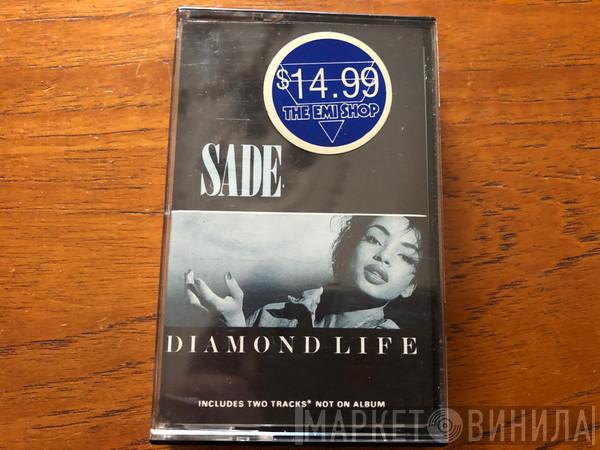 $14.99
THE EMI SHOP
SADE
DIAMOND LIFE
INCLUDES TWO TRACKS* NOT ON ALBUM
МАРКЕТ ВИНИЛА